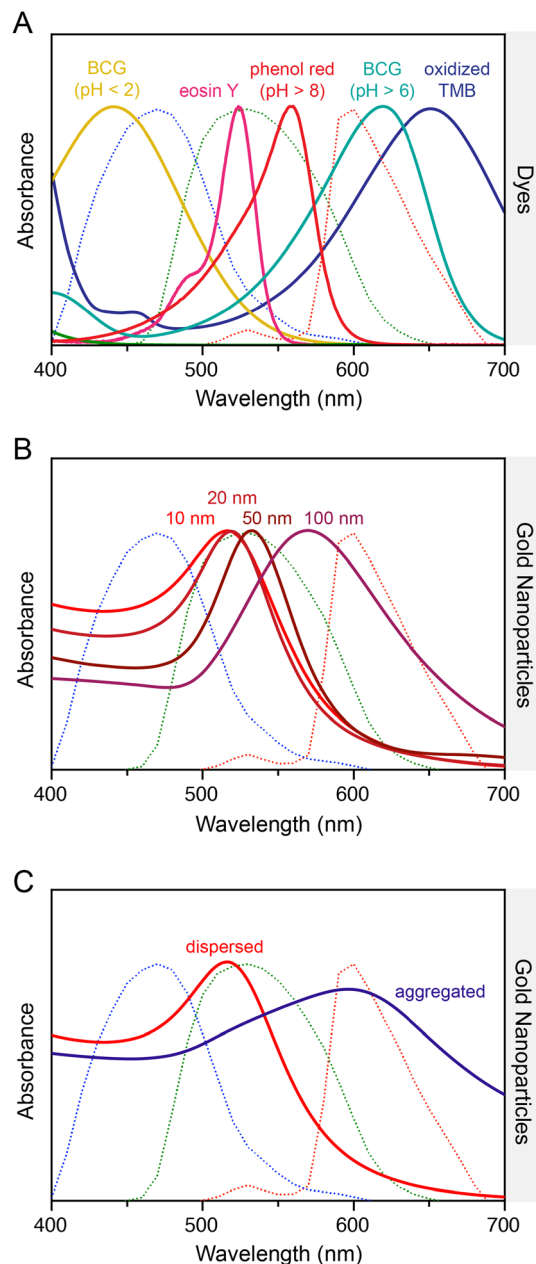 A
BCG
(pH < 2)
eosin Y
phenol red
(pH > 8)
BCG
(pH > 6)
oxidized
TMB
Absorbance
Dyes
400 500 600 700
Wavelength (nm)
B
20 nm
10 nm 50 nm 100 nm
Absorbance
Gold Nanoparticles
400 500 600 700
Wavelength (nm)
C
dispersed
aggregated
Absorbance
Gold Nanoparticles
400 500 600 700
Wavelength (nm)